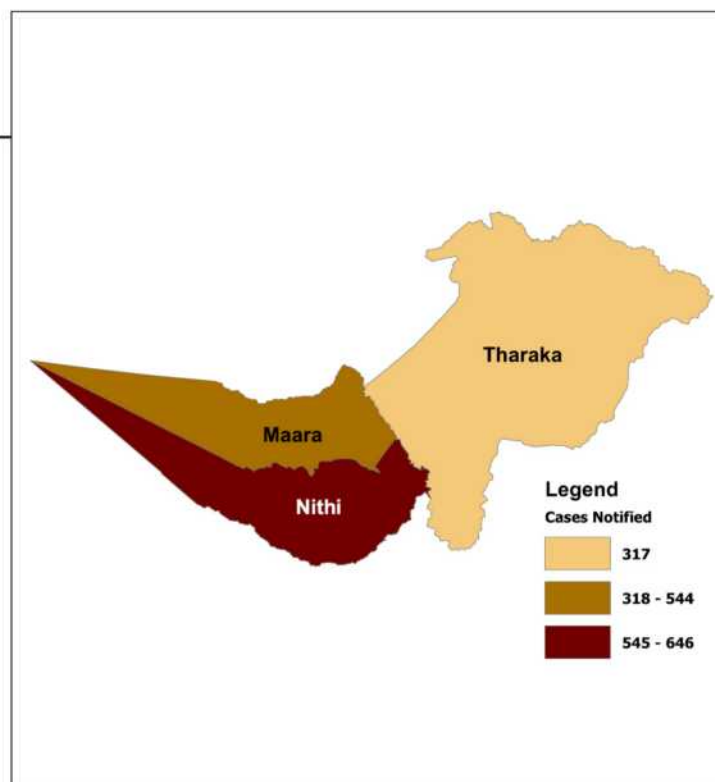 Tharaka
Maara
Nithi
Legend
Cases Notified
317
318 - 544
545 - 646